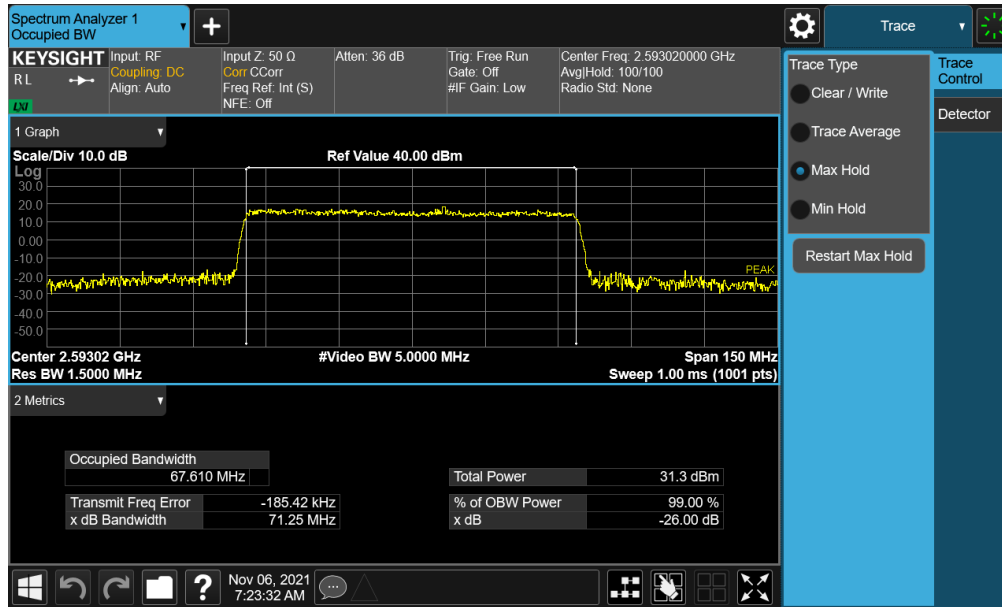 Spectrum Analyzer 1
Occupied BW
+
Trace
KEYSIGHT
R L
LXI
Input: RF
Coupling: DC
Align: Auto
Input Z: 50 Ω
Corr CCorr
Freq Ref: Int (S)
NFE: Off
Atten: 36 dB
Trig: Free Run
Gate: Off
#IF Gain: Low
Center Freq: 2.593020000 GHz
Avg|Hold: 100/100
Radio Std: None
Trace Type
Clear / Write
Trace Average
Max Hold
Min Hold
Restart Max Hold
Trace
Control
Detector
1 Graph
Scale/Div 10.0 dB
Ref Value 40.00 dBm
Log
30.0
20.0
10.0
0.00
-10.0
-20.0
-30.0
-40.0
-50.0
PEAK
Center 2.59302 GHz
#Video BW 5.0000 MHz
Span 150 MHz
Res BW 1.5000 MHz
Sweep 1.00 ms (1001 pts)
2 Metrics
Occupied Bandwidth
67.610 MHz
Total Power 31.3 dBm
Transmit Freq Error -185.42 kHz
% of OBW Power 99.00 %
x dB Bandwidth 71.25 MHz
x dB -26.00 dB
?
Nov 06, 2021
7:23:32 AM